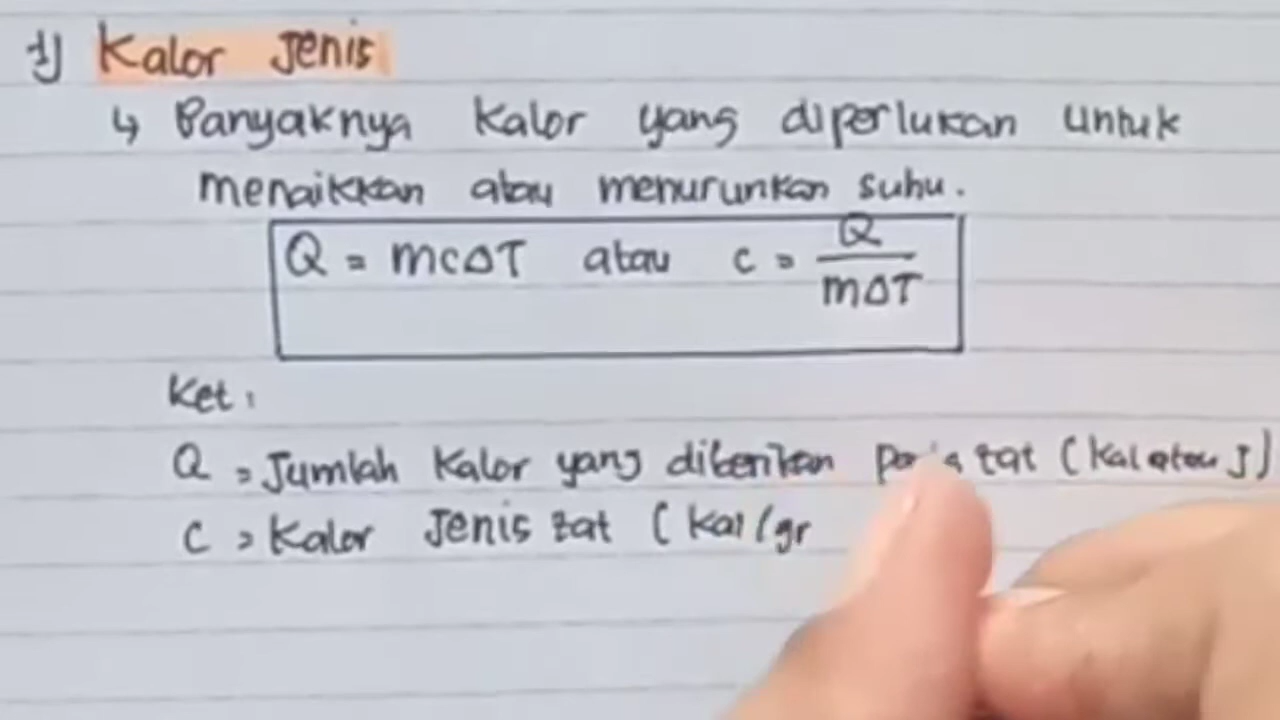 1) Kalor Jenis
↳ Banyaknya Kalor yang diperlukan untuk
menaikkan atau menurunkan suhu.
Q = mcΔT atau c = Q/mΔT
Ket:
Q = Jumlah Kalor yang diberikan zat (Kal atau J)
C = Kalor Jenis zat (Kal/gr